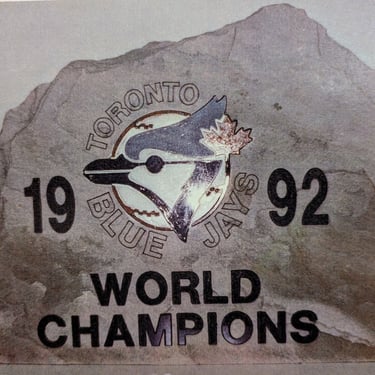 TORONTO
BLUE JAYS
19 92
WORLD
CHAMPIONS